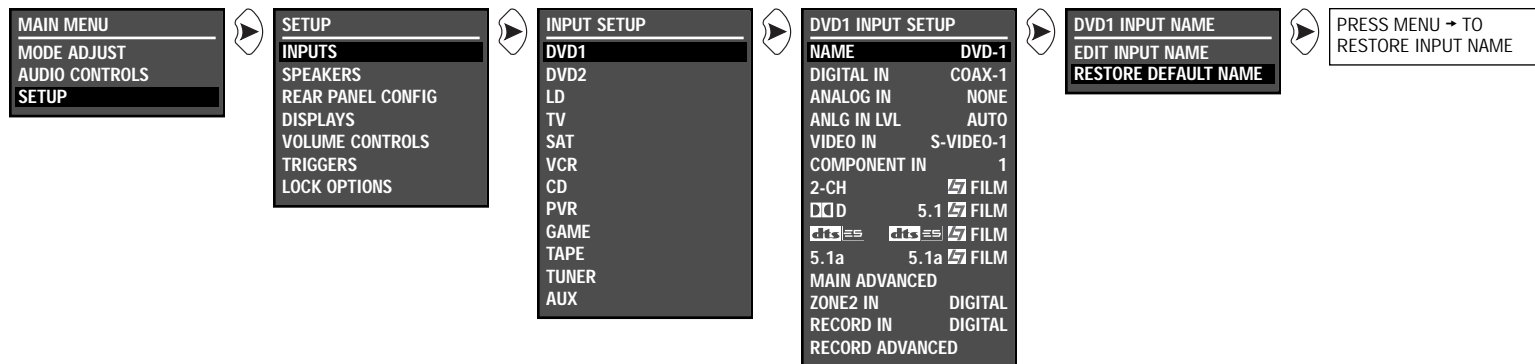 MAIN MENU
MODE ADJUST
AUDIO CONTROLS
SETUP
SETUP
INPUTS
SPEAKERS
REAR PANEL CONFIG
DISPLAYS
VOLUME CONTROLS
TRIGGERS
LOCK OPTIONS
INPUT SETUP
DVD1
DVD2
LD
TV
SAT
VCR
CD
PVR
GAME
TAPE
TUNER
AUX
DVD1 INPUT SETUP
NAME DVD-1
DIGITAL IN COAX-1
ANALOG IN NONE
ANLG IN LVL AUTO
VIDEO IN S-VIDEO-1
COMPONENT IN 1
2-CH L7 FILM
D 5.1 L7 FILM
dts ES dts ES L7 FILM
5.1a 5.1a L7 FILM
MAIN ADVANCED
ZONE2 IN DIGITAL
RECORD IN DIGITAL
RECORD ADVANCED
DVD1 INPUT NAME
EDIT INPUT NAME
RESTORE DEFAULT NAME
PRESS MENU → TO
RESTORE INPUT NAME